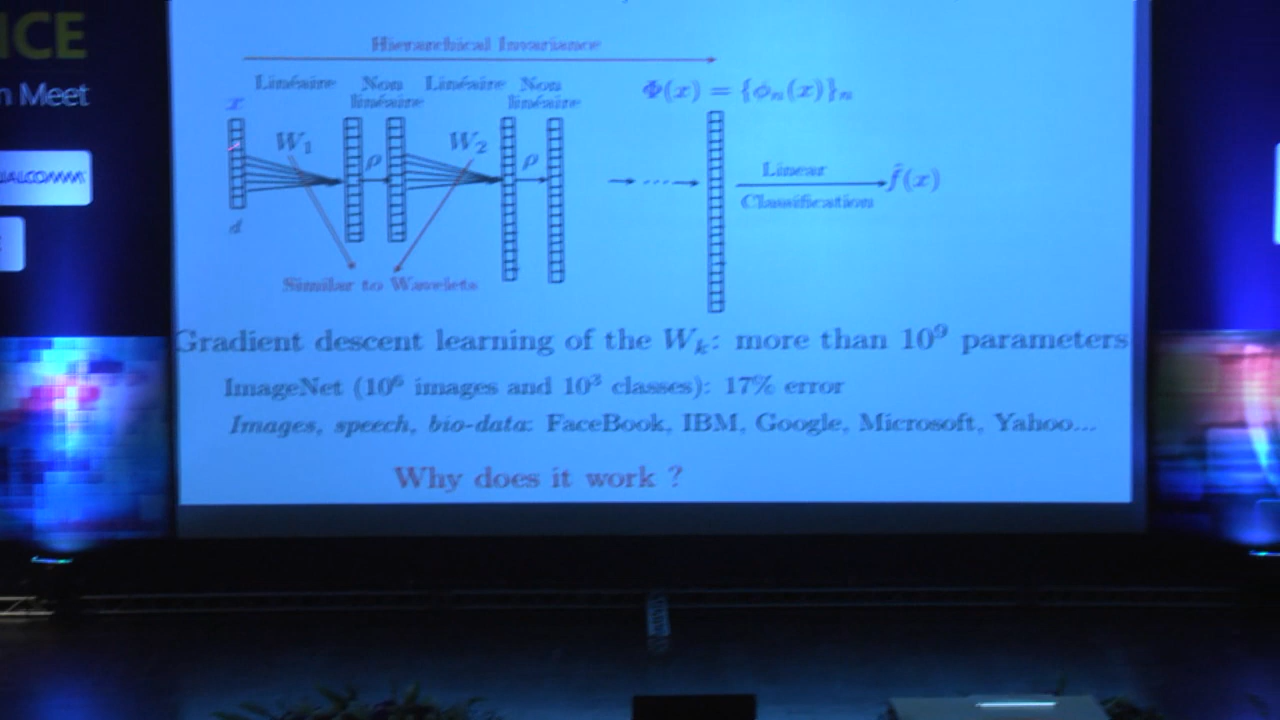 ICE
n Meet
QUALCOMM
Hierarchical Invariance
Linéaire Non linéaire Linéaire Non linéaire
Φ(x) = {ϕₙ(x)}ₙ
x
W₁ ρ W₂ ρ
Linear
Classification
f̃(x)
d
Similar to Wavelets
Gradient descent learning of the Wₖ: more than 10⁹ parameters
ImageNet (10⁶ images and 10³ classes): 17% error
Images, speech, bio-data: FaceBook, IBM, Google, Microsoft, Yahoo...
Why does it work ?